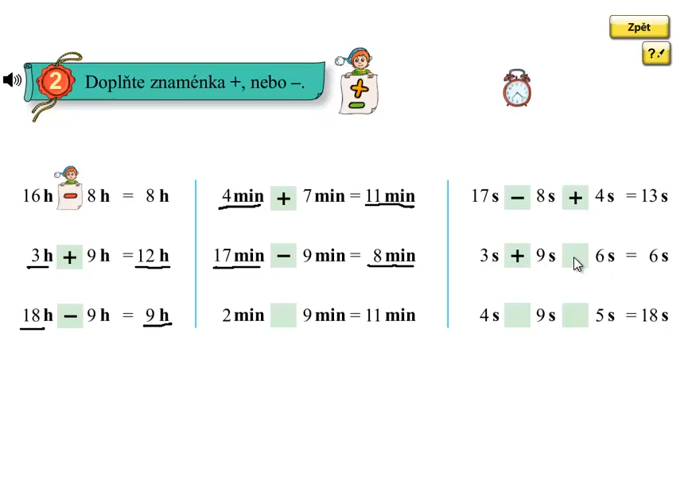 Zpět
?✓
2 Doplňte znaménka +, nebo –.
16 h − 8 h = 8 h
3 h + 9 h = 12 h
18 h − 9 h = 9 h
4 min + 7 min = 11 min
17 min − 9 min = 8 min
2 min 9 min = 11 min
17 s − 8 s + 4 s = 13 s
3 s + 9 s 6 s = 6 s
4 s 9 s 5 s = 18 s